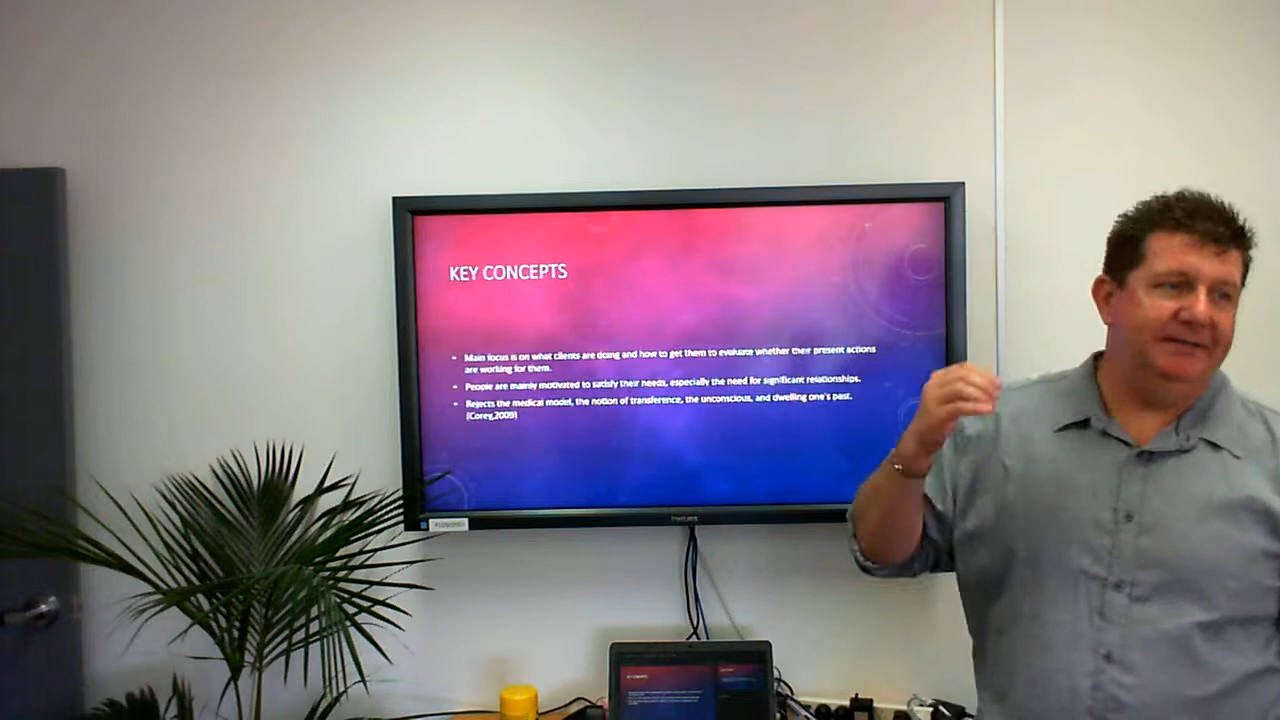 KEY CONCEPTS
• Main focus is on what clients are doing and how to get them to evaluate whether their present actions
are working for them.
• People are mainly motivated to satisfy their needs, especially the need for significant relationships.
• Rejects the medical model, the notion of transference, the unconscious, and dwelling one's past.
(Corey,2009)
KEY CONCEPTS